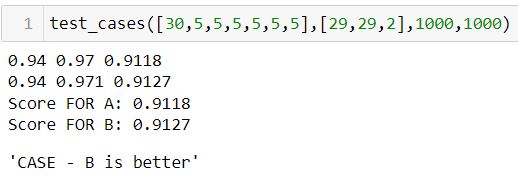 1 test_cases([30,5,5,5,5,5,5],[29,29,2],1000,1000)
0.94 0.97 0.9118
0.94 0.971 0.9127
Score FOR A: 0.9118
Score FOR B: 0.9127
'CASE - B is better'